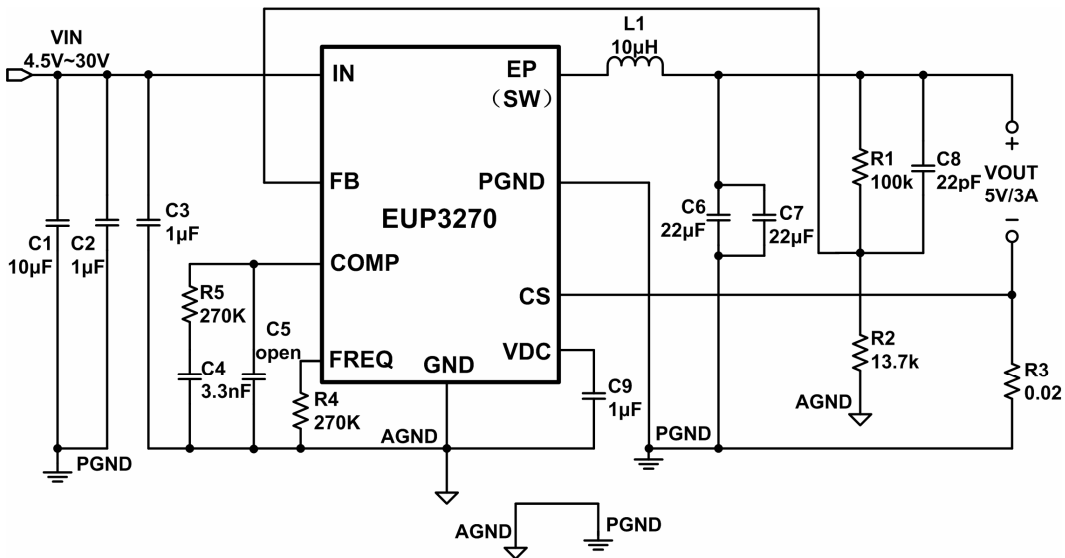 VIN
4.5V~30V
L1
10µH
IN
EP
（SW）
FB
PGND
EUP3270
COMP
CS
FREQ
GND
VDC
C1
10µF
C2
1µF
C3
1µF
R5
270K
C4
3.3nF
C5
open
R4
270K
AGND
C9
1µF
C6
22µF
C7
22µF
R1
100k
C8
22pF
+
VOUT
5V/3A
−
R2
13.7k
AGND
R3
0.02
PGND
PGND
AGND
PGND